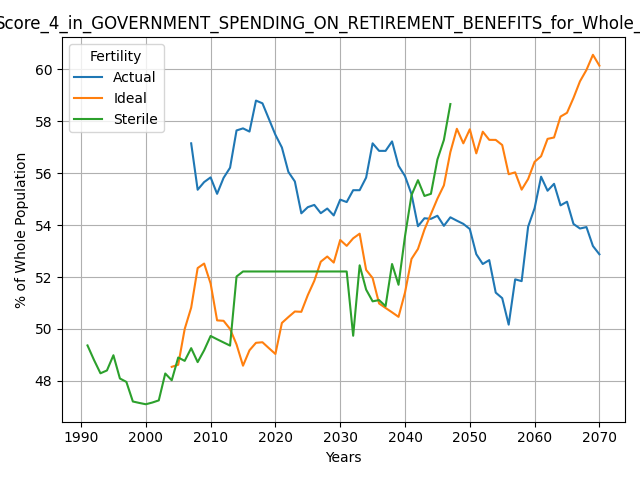 Score_4_in_GOVERNMENT_SPENDING_ON_RETIREMENT_BENEFITS_for_Whole_
Fertility
Actual
Ideal
Sterile
% of Whole Population
60
58
56
54
52
50
48
1990 2000 2010 2020 2030 2040 2050 2060 2070
Years